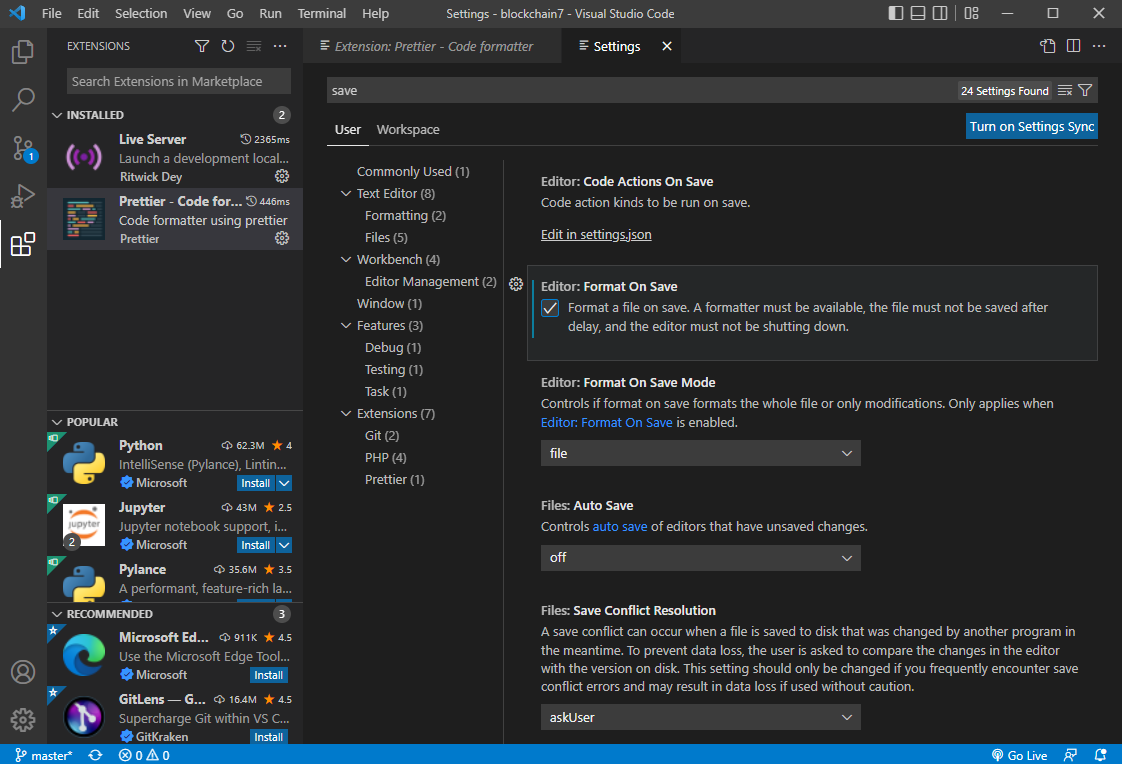 File Edit Selection View Go Run Terminal Help
Settings - blockchain7 - Visual Studio Code
EXTENSIONS
Search Extensions in Marketplace
INSTALLED 2
Live Server 2365ms
Launch a development local...
Ritwick Dey
Prettier - Code for... 446ms
Code formatter using prettier
Prettier
POPULAR
Python 62.3M 4
IntelliSense (Pylance), Lintin...
Microsoft Install
Jupyter 43M 2.5
jupyter
Jupyter notebook support, i...
2
Microsoft Install
Pylance 35.6M 3.5
A performant, feature-rich la...
RECOMMENDED 3
Microsoft Ed... 911K 4.5
Use the Microsoft Edge Tool...
Microsoft Install
GitLens — G... 16.4M 4.5
Supercharge Git within VS C...
GitKraken Install
1
Extension: Prettier - Code formatter
Settings
save
24 Settings Found
User Workspace
Turn on Settings Sync
Commonly Used (1)
Text Editor (8)
Formatting (2)
Files (5)
Workbench (4)
Editor Management (2)
Window (1)
Features (3)
Debug (1)
Testing (1)
Task (1)
Extensions (7)
Git (2)
PHP (4)
Prettier (1)
Editor: Code Actions On Save
Code action kinds to be run on save.
Edit in settings.json
Editor: Format On Save
Format a file on save. A formatter must be available, the file must not be saved after
delay, and the editor must not be shutting down.
Editor: Format On Save Mode
Controls if format on save formats the whole file or only modifications. Only applies when
Editor: Format On Save is enabled.
file
Files: Auto Save
Controls auto save of editors that have unsaved changes.
off
Files: Save Conflict Resolution
A save conflict can occur when a file is saved to disk that was changed by another program in
the meantime. To prevent data loss, the user is asked to compare the changes in the editor
with the version on disk. This setting should only be changed if you frequently encounter save
conflict errors and may result in data loss if used without caution.
askUser
master* 0 0
Go Live